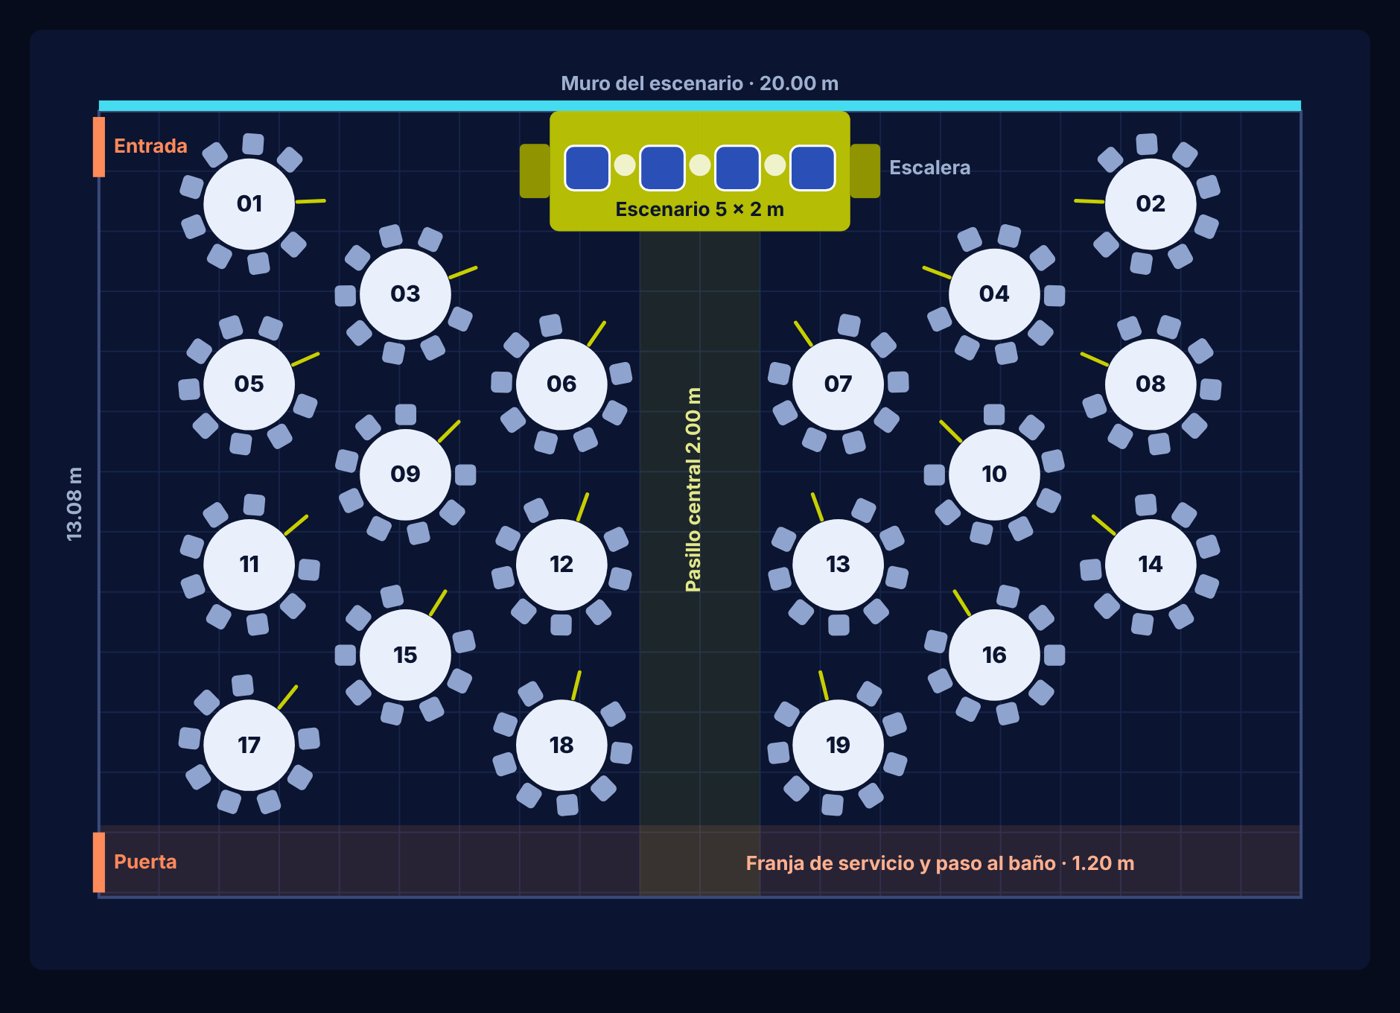 Muro del escenario · 20.00 m
Entrada
Escalera
Escenario 5 × 2 m
01
02
03
04
05
06
07
08
09
10
11
12
13
14
15
16
17
18
19
Pasillo central 2.00 m
13.08 m
Puerta
Franja de servicio y paso al baño · 1.20 m